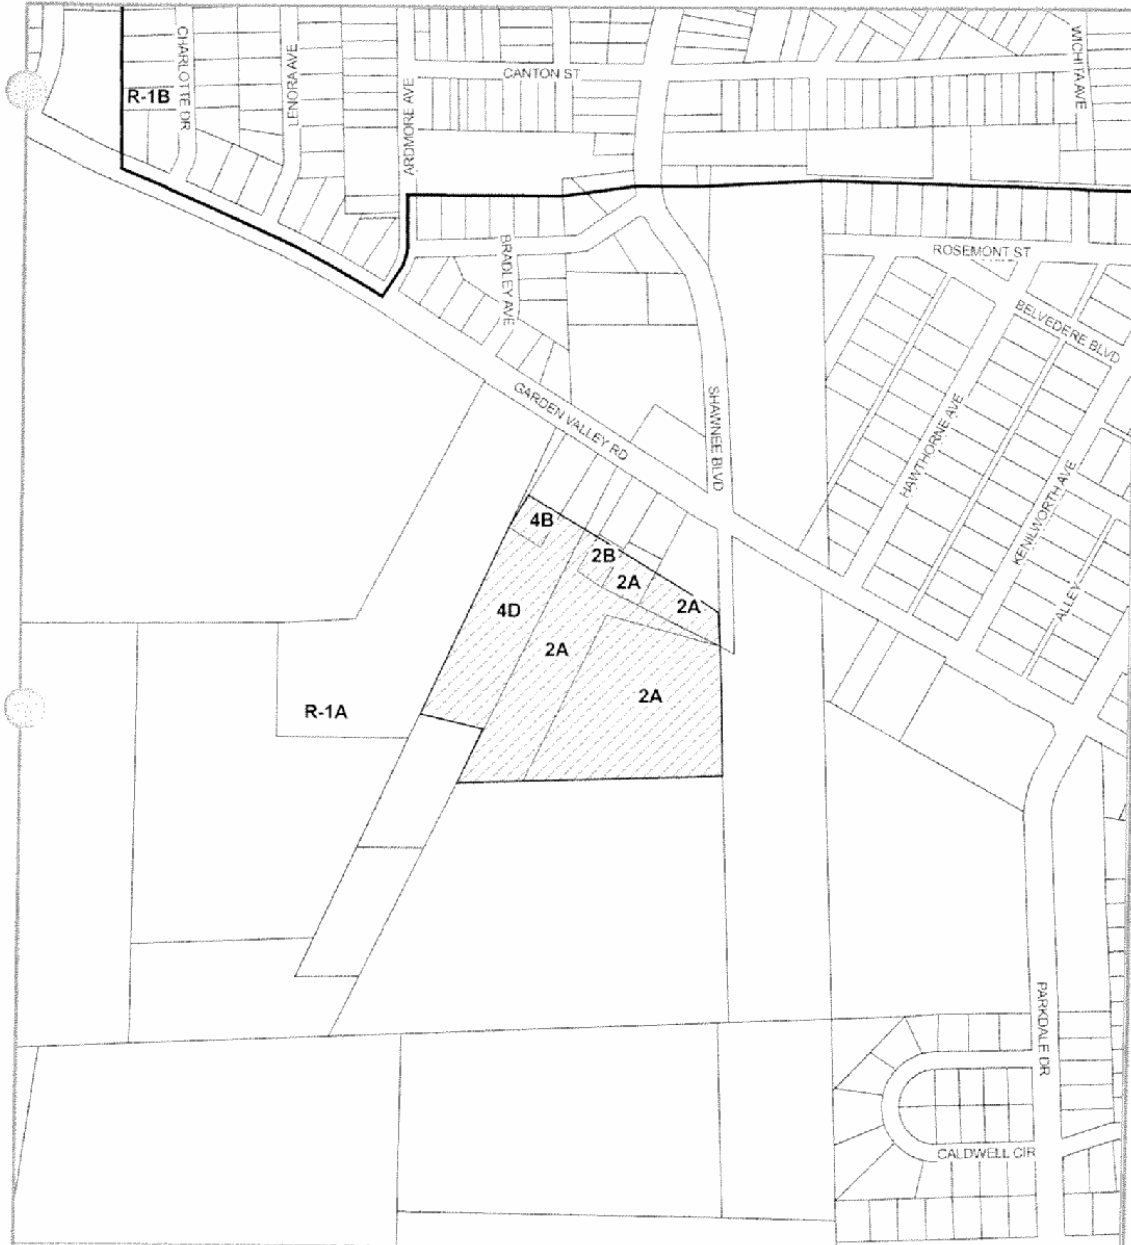 CHARLOTTE DR
LENORA AVE
ARDMORE AVE
CANTON ST
WICHITA AVE
R-1B
BRADLEY AVE
ROSEMONT ST
BELVEDERE BLVD
GARDEN VALLEY RD
SHAWNEE BLVD
HAWTHORNE AVE
KENILWORTH AVE
ALLEY
4B
2B
2A
2A
4D
2A
2A
R-1A
PARKDALE DR
CALDWELL CIR